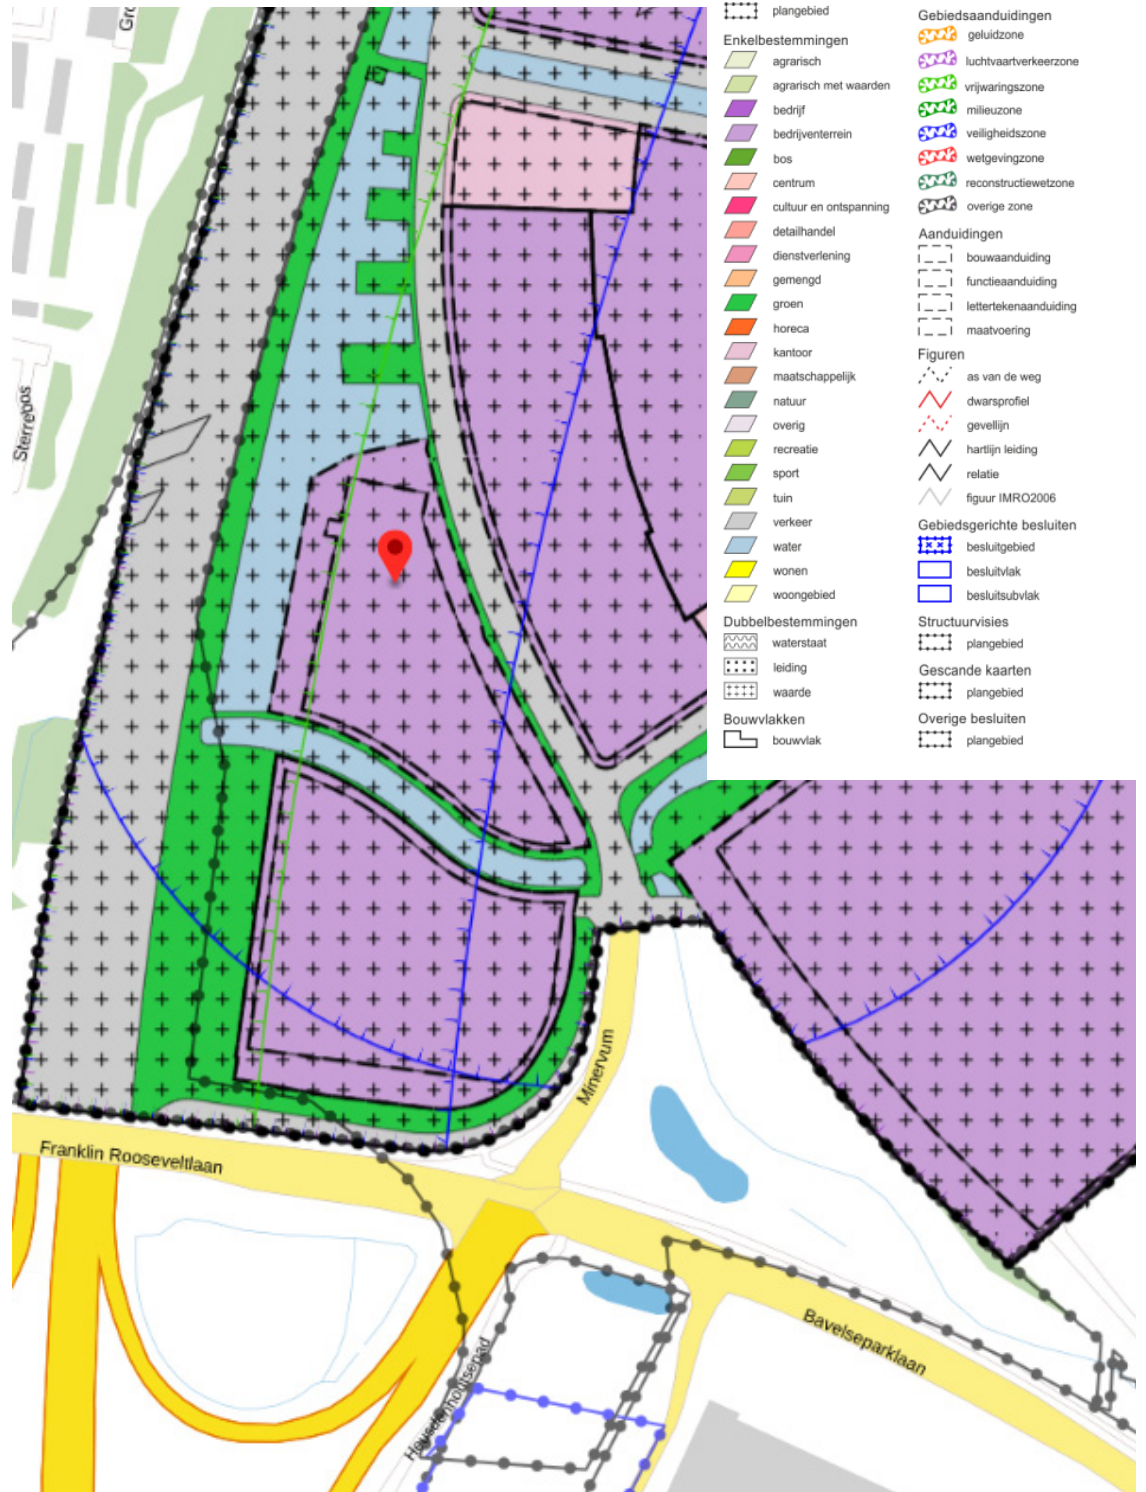 Gro
Sterrebos
Minervum
Franklin Rooseveltlaan
Bavelseparklaan
Heusdenhoutsepad
plangebied
Enkelbestemmingen
agrarisch
agrarisch met waarden
bedrijf
bedrijventerrein
bos
centrum
cultuur en ontspanning
detailhandel
dienstverlening
gemengd
groen
horeca
kantoor
maatschappelijk
natuur
overig
recreatie
sport
tuin
verkeer
water
wonen
woongebied
Dubbelbestemmingen
waterstaat
leiding
waarde
Bouwvlakken
bouwvlak
Gebiedsaanduidingen
geluidzone
luchtvaartverkeerzone
vrijwaringszone
milieuzone
veiligheidszone
wetgevingzone
reconstructiewetzone
overige zone
Aanduidingen
bouwaanduiding
functieaanduiding
lettertekenaanduiding
maatvoering
Figuren
as van de weg
dwarsprofiel
gevellijn
hartlijn leiding
relatie
figuur IMRO2006
Gebiedsgerichte besluiten
besluitgebied
besluitvlak
besluitsubvlak
Structuurvisies
plangebied
Gescande kaarten
plangebied
Overige besluiten
plangebied